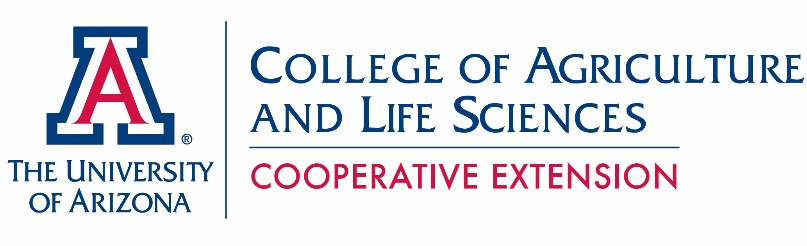 A®
THE UNIVERSITY
OF ARIZONA
COLLEGE OF AGRICULTURE
AND LIFE SCIENCES
COOPERATIVE EXTENSION